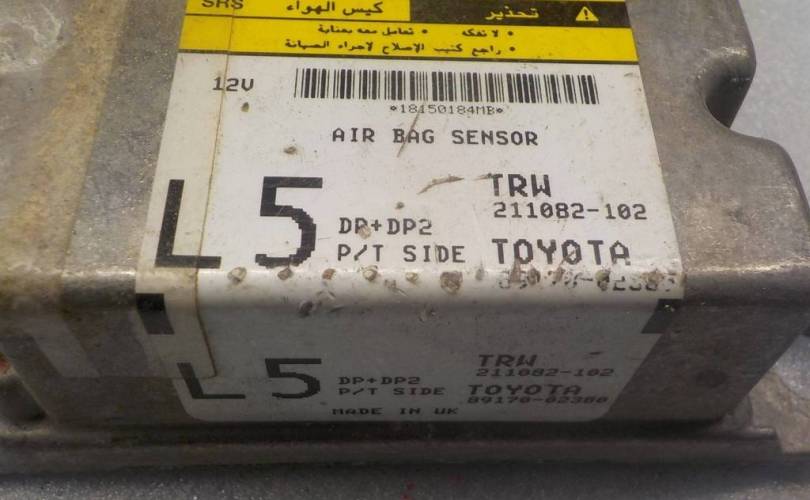 SRS كيس الهواء تحذير
• لا تفكه • تعامل معه بعناية
• راجع كتيب الإصلاح لاجراء الصيانة
12V
*18150184MB*
AIR BAG SENSOR
L5
DP+DP2
P/T SIDE
TRW
211082-102
TOYOTA
L5
DP+DP2
P/T SIDE
MADE IN UK
TRW
211082-102
TOYOTA
89170-02380